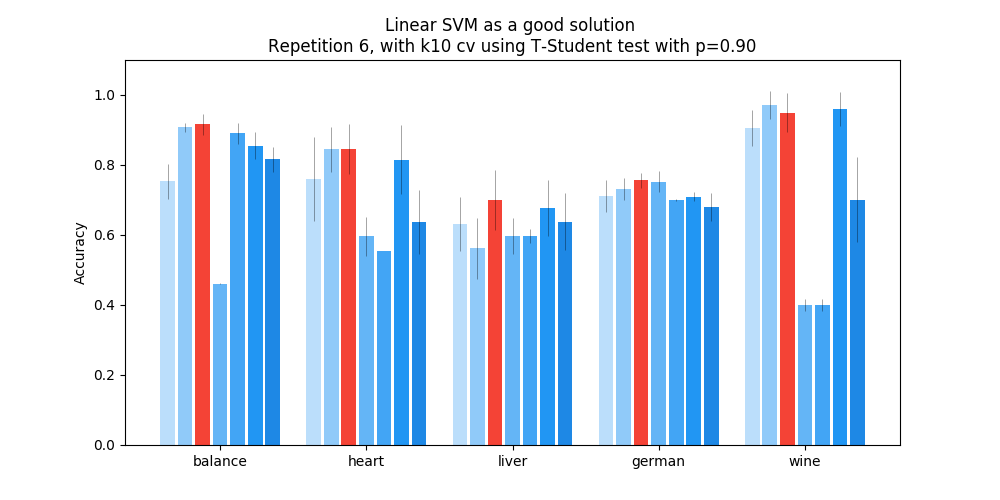 Linear SVM as a good solution
Repetition 6, with k10 cv using T-Student test with p=0.90
Accuracy
1.0
0.8
0.6
0.4
0.2
0.0
balance heart liver german wine